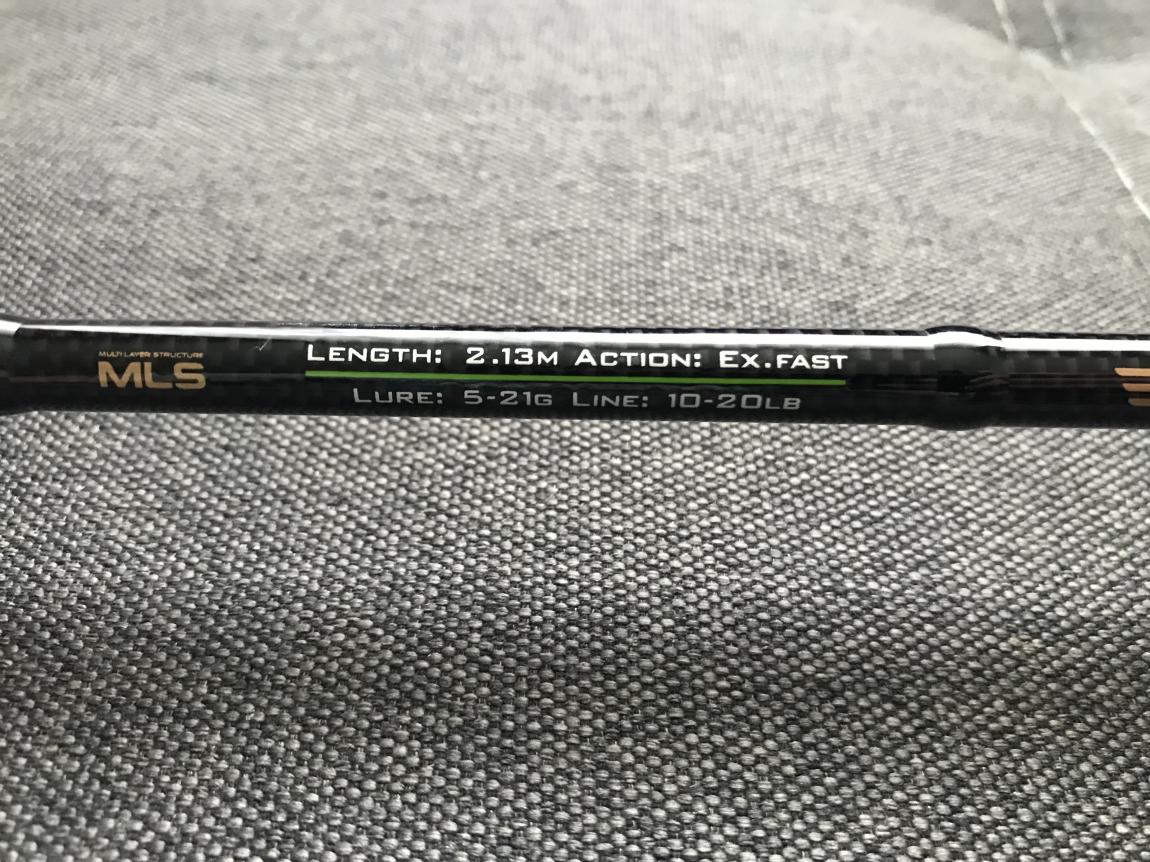 MULTI LAYER STRUCTURE
MLS
LENGTH: 2.13M ACTION: EX.FAST
LURE: 5-21G LINE: 10-20LB